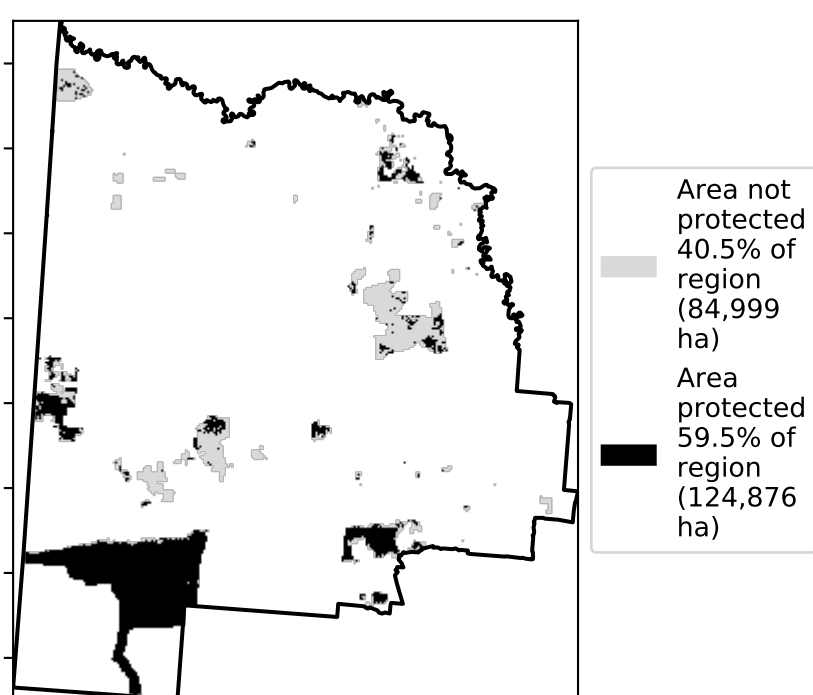 Area not
protected
40.5% of
region
(84,999
ha)
Area
protected
59.5% of
region
(124,876
ha)